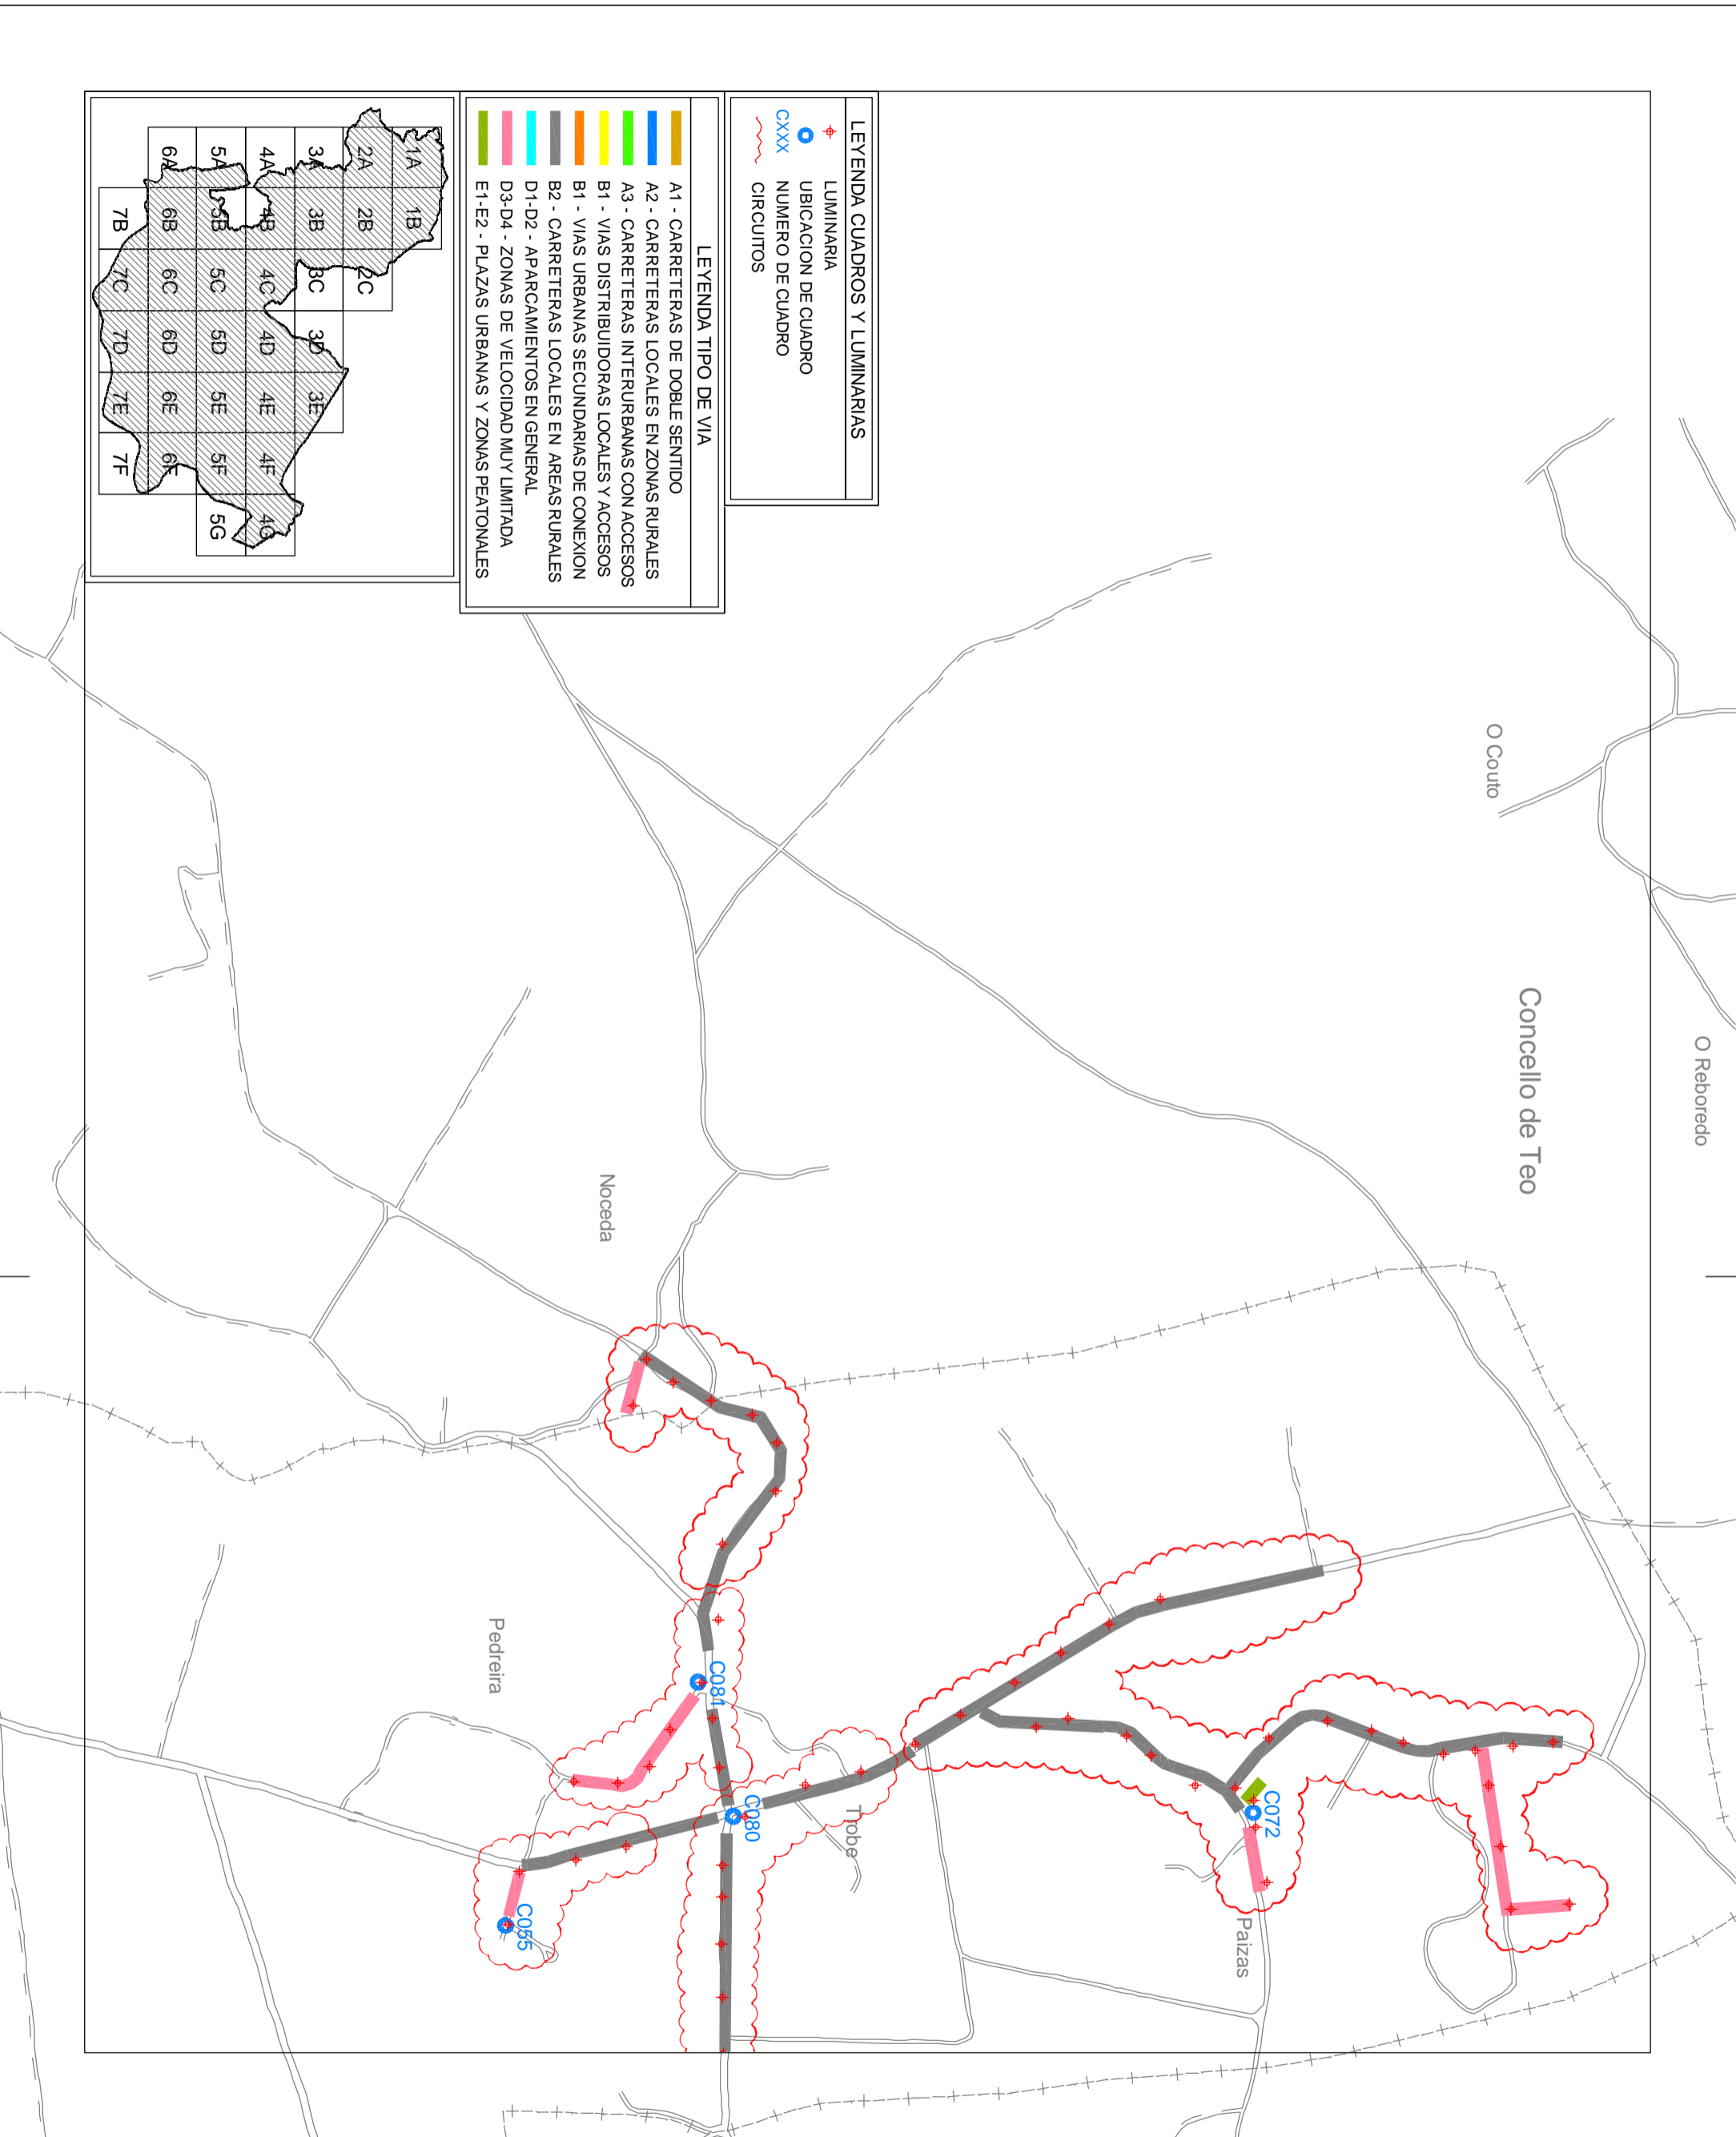 LEYENDA CUADROS Y LUMINARIAS
LUMINARIA
UBICACION DE CUADRO
CXXX NUMERO DE CUADRO
CIRCUITOS
LEYENDA TIPO DE VIA
A1 - CARRETERAS DE DOBLE SENTIDO
A2 - CARRETERAS LOCALES EN ZONAS RURALES
A3 - CARRETERAS INTERURBANAS CON ACCESOS
B1 - VIAS DISTRIBUIDORAS LOCALES Y ACCESOS
B1 - VIAS URBANAS SECUNDARIAS DE CONEXION
B2 - CARRETERAS LOCALES EN AREAS RURALES
D1-D2 - APARCAMIENTOS EN GENERAL
D3-D4 - ZONAS DE VELOCIDAD MUY LIMITADA
E1-E2 - PLAZAS URBANAS Y ZONAS PEATONALES
1A 1B
2A 2B 2C
3A 3B 3C 3D 3E
4A 4B 4C 4D 4E 4F 4G
5A 5B 5C 5D 5E 5F 5G
6A 6B 6C 6D 6E 6F
7B 7C 7D 7E 7F
O Reboredo
Concello de Teo
O Couto
Noceda
Pedreira
Trobe
Paizas
C072
C080
C081
C055